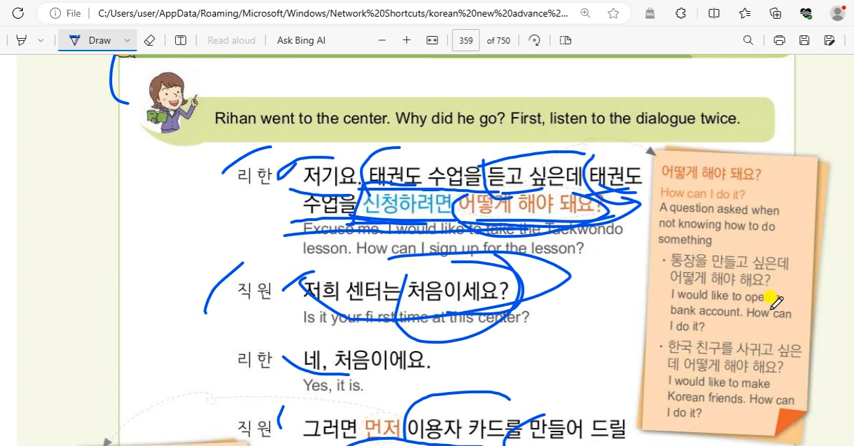 File
C:/Users/user/AppData/Roaming/Microsoft/Windows/Network%20Shortcuts/korean%20new%20advance%2...
Draw
Read aloud
Ask Bing AI
359 of 750
Rihan went to the center. Why did he go? First, listen to the dialogue twice.
리 한 저기요. 태권도 수업을 듣고 싶은데 태권도
수업을 신청하려면 어떻게 해야 돼요?
Excuse me. I would like to take the Taekwondo
lesson. How can I sign up for the lesson?
직 원 저희 센터는 처음이세요?
Is it your first time at this center?
리 한 네, 처음이에요.
Yes, it is.
직 원 그러면 먼저 이용자 카드를 만들어 드릴
어떻게 해야 돼요?
How can I do it?
A question asked when
not knowing how to do
something
· 통장을 만들고 싶은데
어떻게 해야 해요?
I would like to ope
bank account. How can
I do it?
· 한국 친구를 사귀고 싶은
데 어떻게 해야 해요?
I would like to make
Korean friends. How can
I do it?